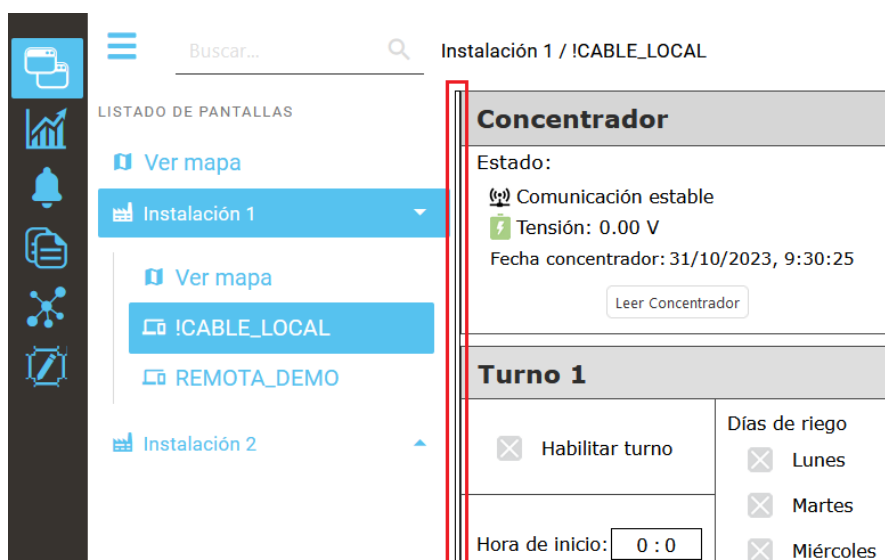 Buscar...
Instalación 1 / !CABLE_LOCAL
LISTADO DE PANTALLAS
Ver mapa
Instalación 1
Ver mapa
!CABLE_LOCAL
REMOTA_DEMO
Instalación 2
Concentrador
Estado:
Comunicación estable
Tensión: 0.00 V
Fecha concentrador: 31/10/2023, 9:30:25
Leer Concentrador
Turno 1
Habilitar turno
Hora de inicio: 0 : 0
Días de riego
Lunes
Martes
Miércoles